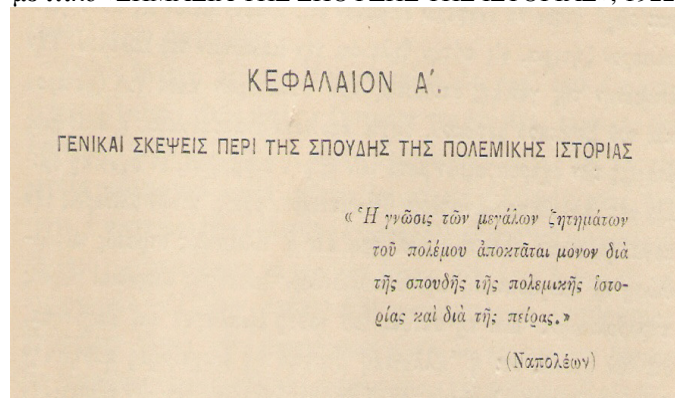 ΚΕΦΑΛΑΙΟΝ Α′.
ΓΕΝΙΚΑΙ ΣΚΕΨΕΙΣ ΠΕΡΙ ΤΗΣ ΣΠΟΥΔΗΣ ΤΗΣ ΠΟΛΕΜΙΚΗΣ ΙΣΤΟΡΙΑΣ
« Ἡ γνῶσις τῶν μεγάλων ζητημάτων
τοῦ πολέμου ἀποκτᾶται μόνον διὰ
τῆς σπουδῆς τῆς πολεμικῆς ἱστο-
ρίας καὶ διὰ τῆς πείρας.»
(Ναπολέων)